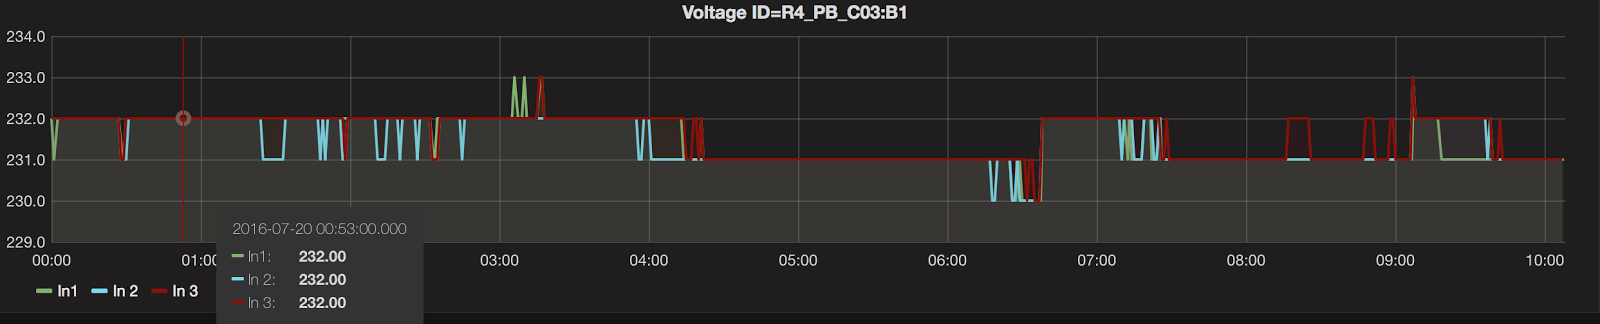 Voltage ID=R4_PB_C03:B1
234.0
233.0
232.0
231.0
230.0
229.0
00:00 01:00 03:00 04:00 05:00 06:00 07:00 08:00 09:00 10:00
2016-07-20 00:53:00.000
In1: 232.00
In 2: 232.00
In 3: 232.00
In1 In 2 In 3